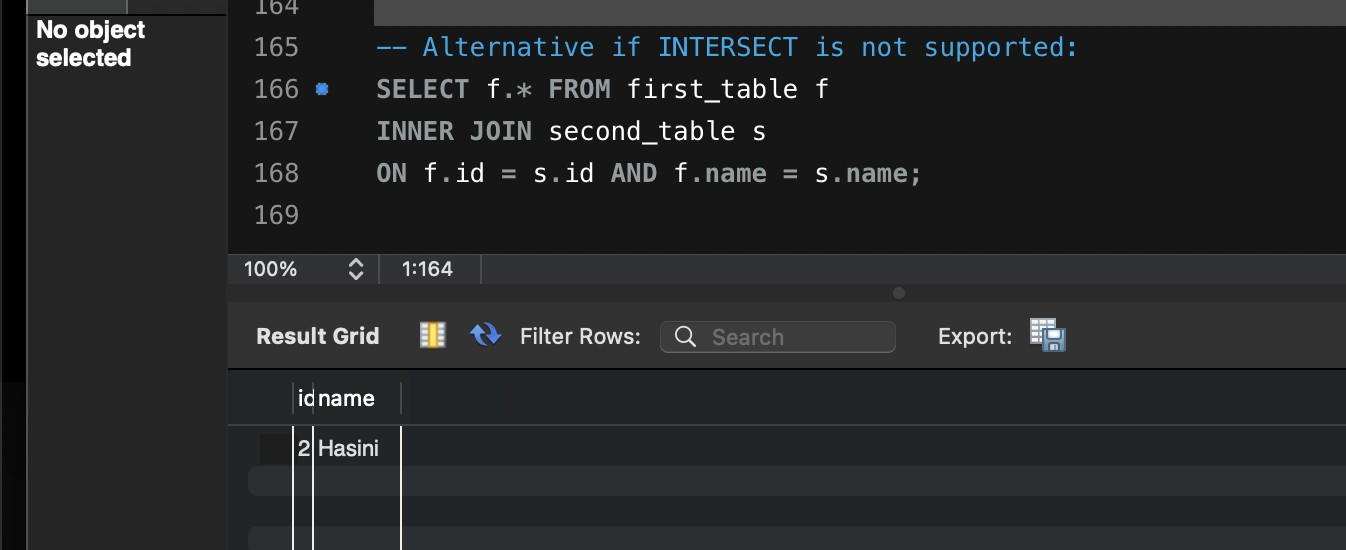 No object
selected
164
165 -- Alternative if INTERSECT is not supported:
166 SELECT f.* FROM first_table f
167 INNER JOIN second_table s
168 ON f.id = s.id AND f.name = s.name;
169
100% 1:164
Result Grid Filter Rows: Search Export:
id name
2 Hasini